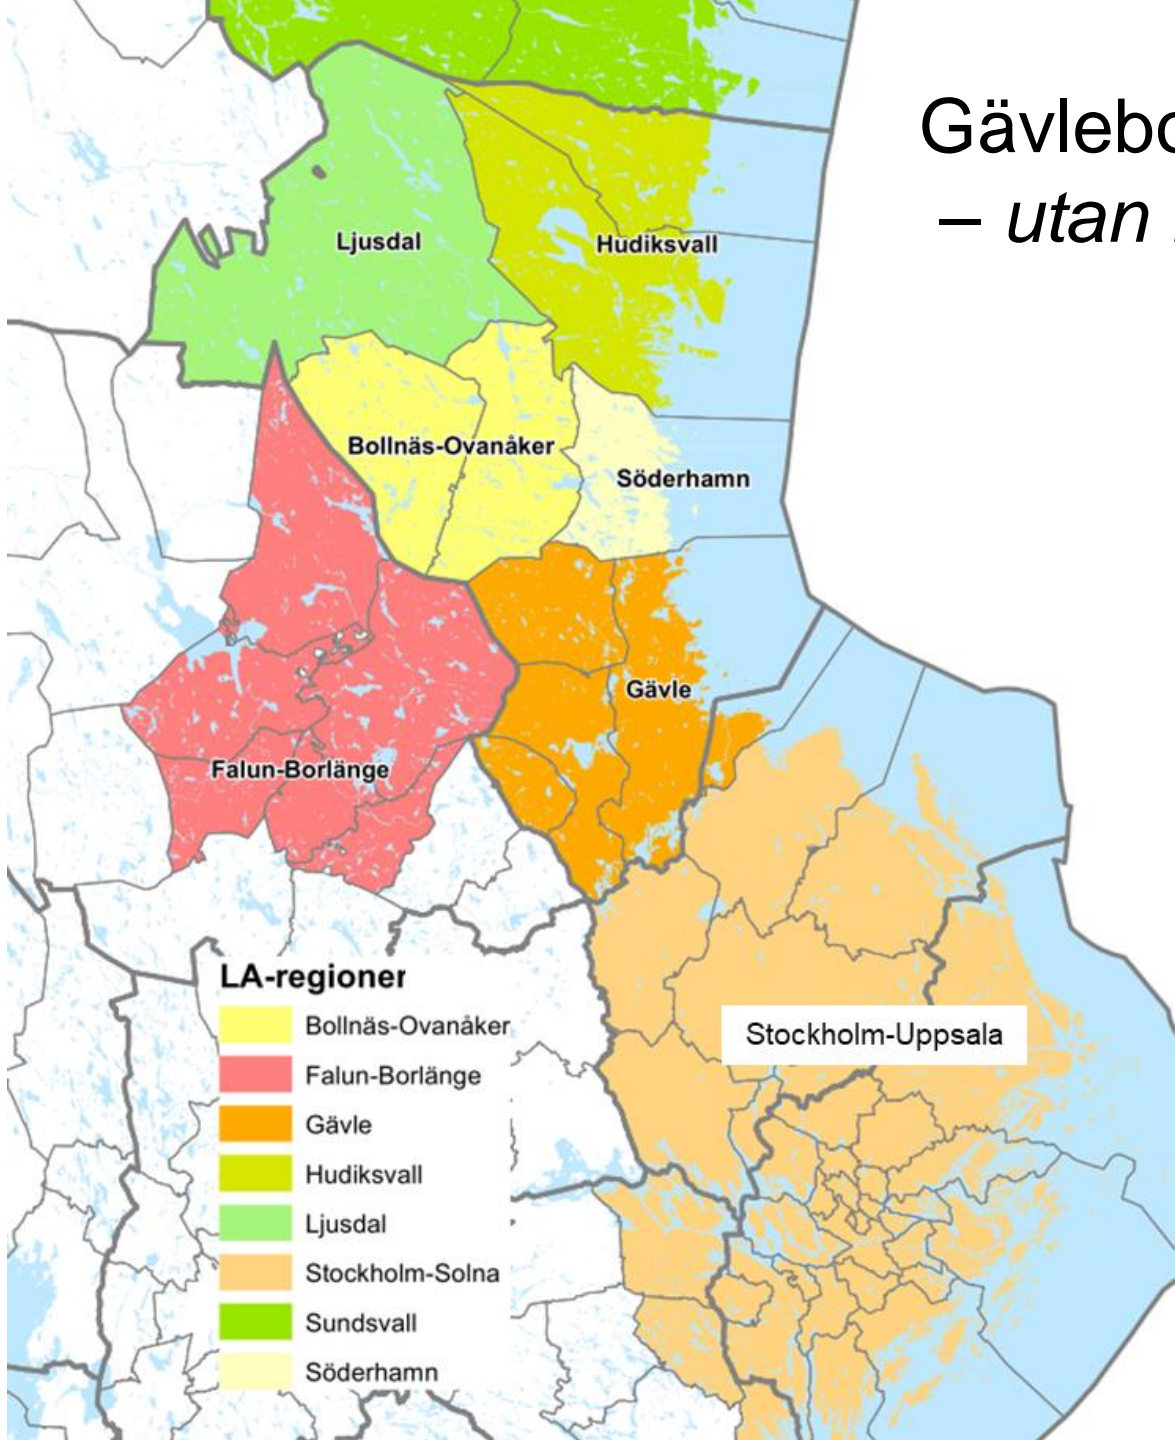 Gävlebo
– utan
Ljusdal
Hudiksvall
Bollnäs-Ovanåker
Söderhamn
Gävle
Falun-Borlänge
Stockholm-Uppsala
LA-regioner
Bollnäs-Ovanåker
Falun-Borlänge
Gävle
Hudiksvall
Ljusdal
Stockholm-Solna
Sundsvall
Söderhamn